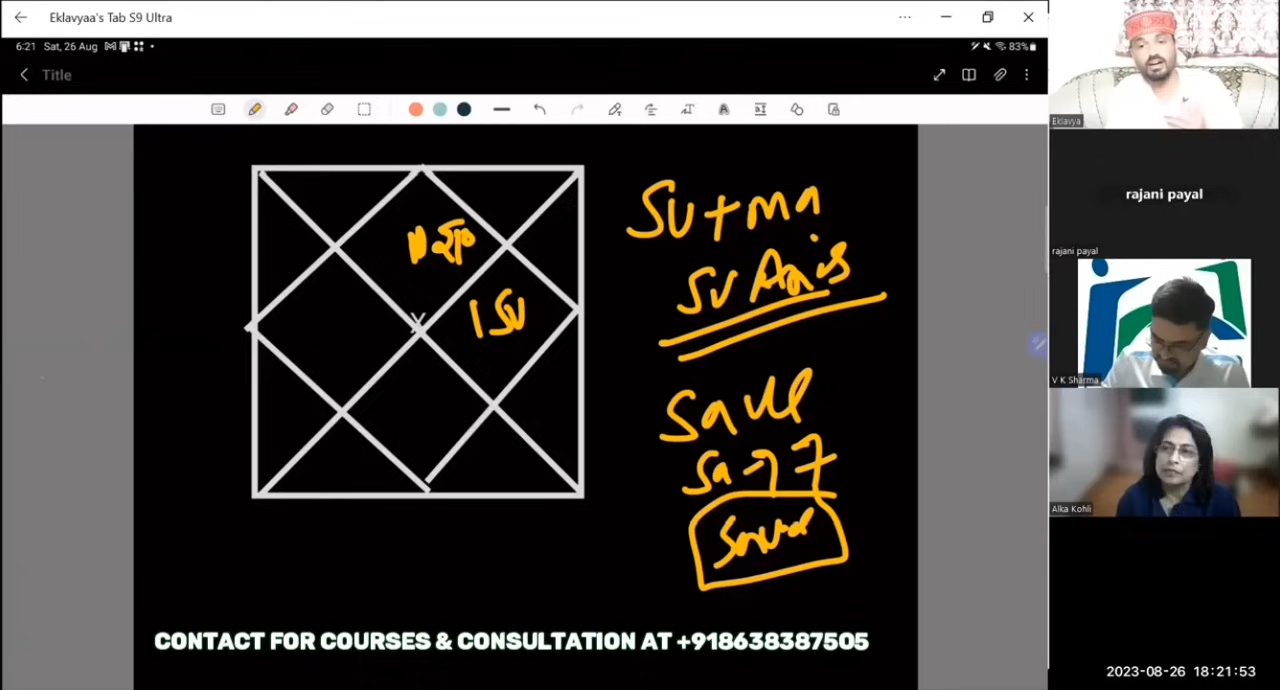 Eklavyaa's Tab S9 Ultra
6:21 Sat, 26 Aug
83%
Title
SU + ma
SU Axis
1 SU
Sa
Sa → 7
CONTACT FOR COURSES & CONSULTATION AT +918638387505
Eklavya
rajani payal
rajani payal
V K Sharma
Alka Kohli
2023-08-26 18:21:53